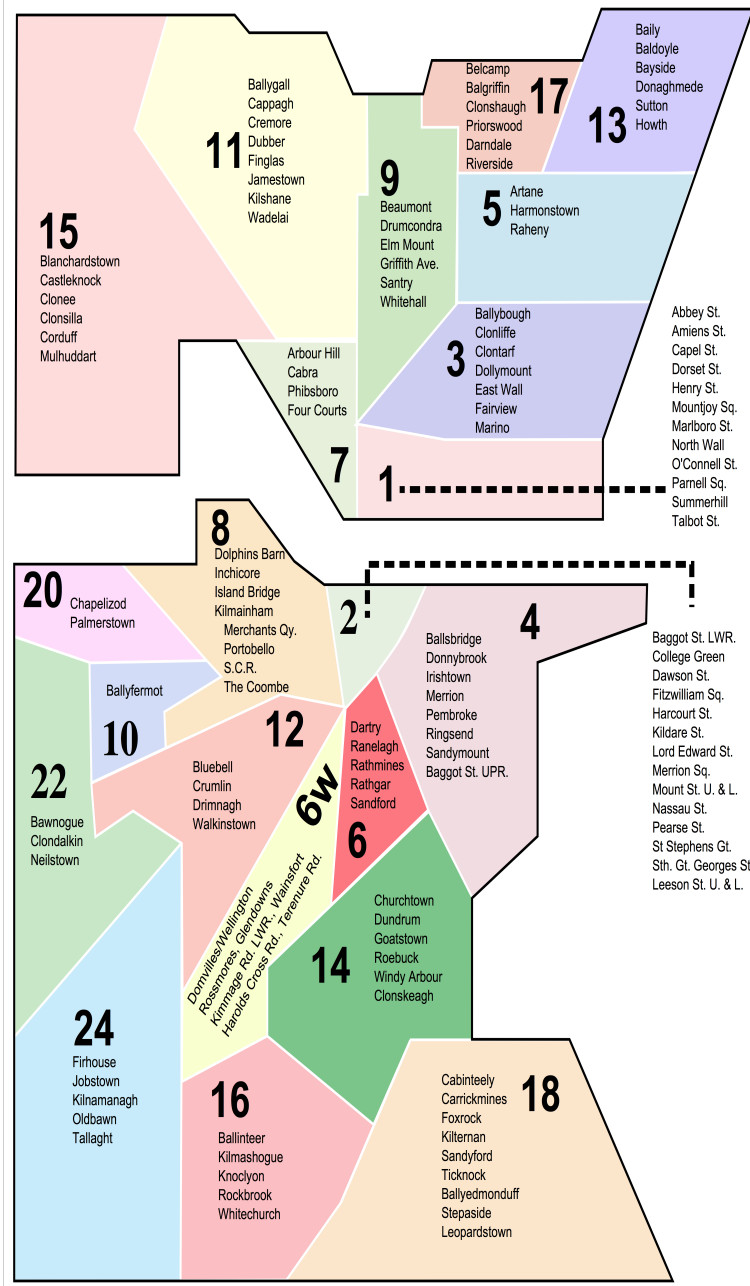 15
Blanchardstown
Castleknock
Clonee
Clonsilla
Corduff
Mulhuddart
11
Ballygall
Cappagh
Cremore
Dubber
Finglas
Jamestown
Kilshane
Wadelai
9
Beaumont
Drumcondra
Elm Mount
Griffith Ave.
Santry
Whitehall
17
Belcamp
Balgriffin
Clonshaugh
Priorswood
Darndale
Riverside
13
Baily
Baldoyle
Bayside
Donaghmede
Sutton
Howth
5
Artane
Harmonstown
Raheny
3
Ballybough
Clonliffe
Clontarf
Dollymount
East Wall
Fairview
Marino
7
Arbour Hill
Cabra
Phibsboro
Four Courts
1
Abbey St.
Amiens St.
Capel St.
Dorset St.
Henry St.
Mountjoy Sq.
Marlboro St.
North Wall
O'Connell St.
Parnell Sq.
Summerhill
Talbot St.
8
Dolphins Barn
Inchicore
Island Bridge
Kilmainham
Merchants Qy.
Portobello
S.C.R.
The Coombe
20
Chapelizod
Palmerstown
10
Ballyfermot
22
Bawnogue
Clondalkin
Neilstown
12
Bluebell
Crumlin
Drimnagh
Walkinstown
2
Baggot St. LWR.
College Green
Dawson St.
Fitzwilliam Sq.
Harcourt St.
Kildare St.
Lord Edward St.
Merrion Sq.
Mount St. U. & L.
Nassau St.
Pearse St.
St Stephens Gt.
Sth. Gt. Georges St
Leeson St. U. & L.
4
Ballsbridge
Donnybrook
Irishtown
Merrion
Pembroke
Ringsend
Sandymount
Baggot St. UPR.
6
Dartry
Ranelagh
Rathmines
Rathgar
Sandford
6w
Domvilles/Wellington
Rossmores, Glendowns
Kimmage Rd. LWR., Wainsfort
Harolds Cross Rd., Terenure Rd.
14
Churchtown
Dundrum
Goatstown
Roebuck
Windy Arbour
Clonskeagh
24
Firhouse
Jobstown
Kilnamanagh
Oldbawn
Tallaght
16
Ballinteer
Kilmashogue
Knoclyon
Rockbrook
Whitechurch
18
Cabinteely
Carrickmines
Foxrock
Kilternan
Sandyford
Ticknock
Ballyedmonduff
Stepaside
Leopardstown